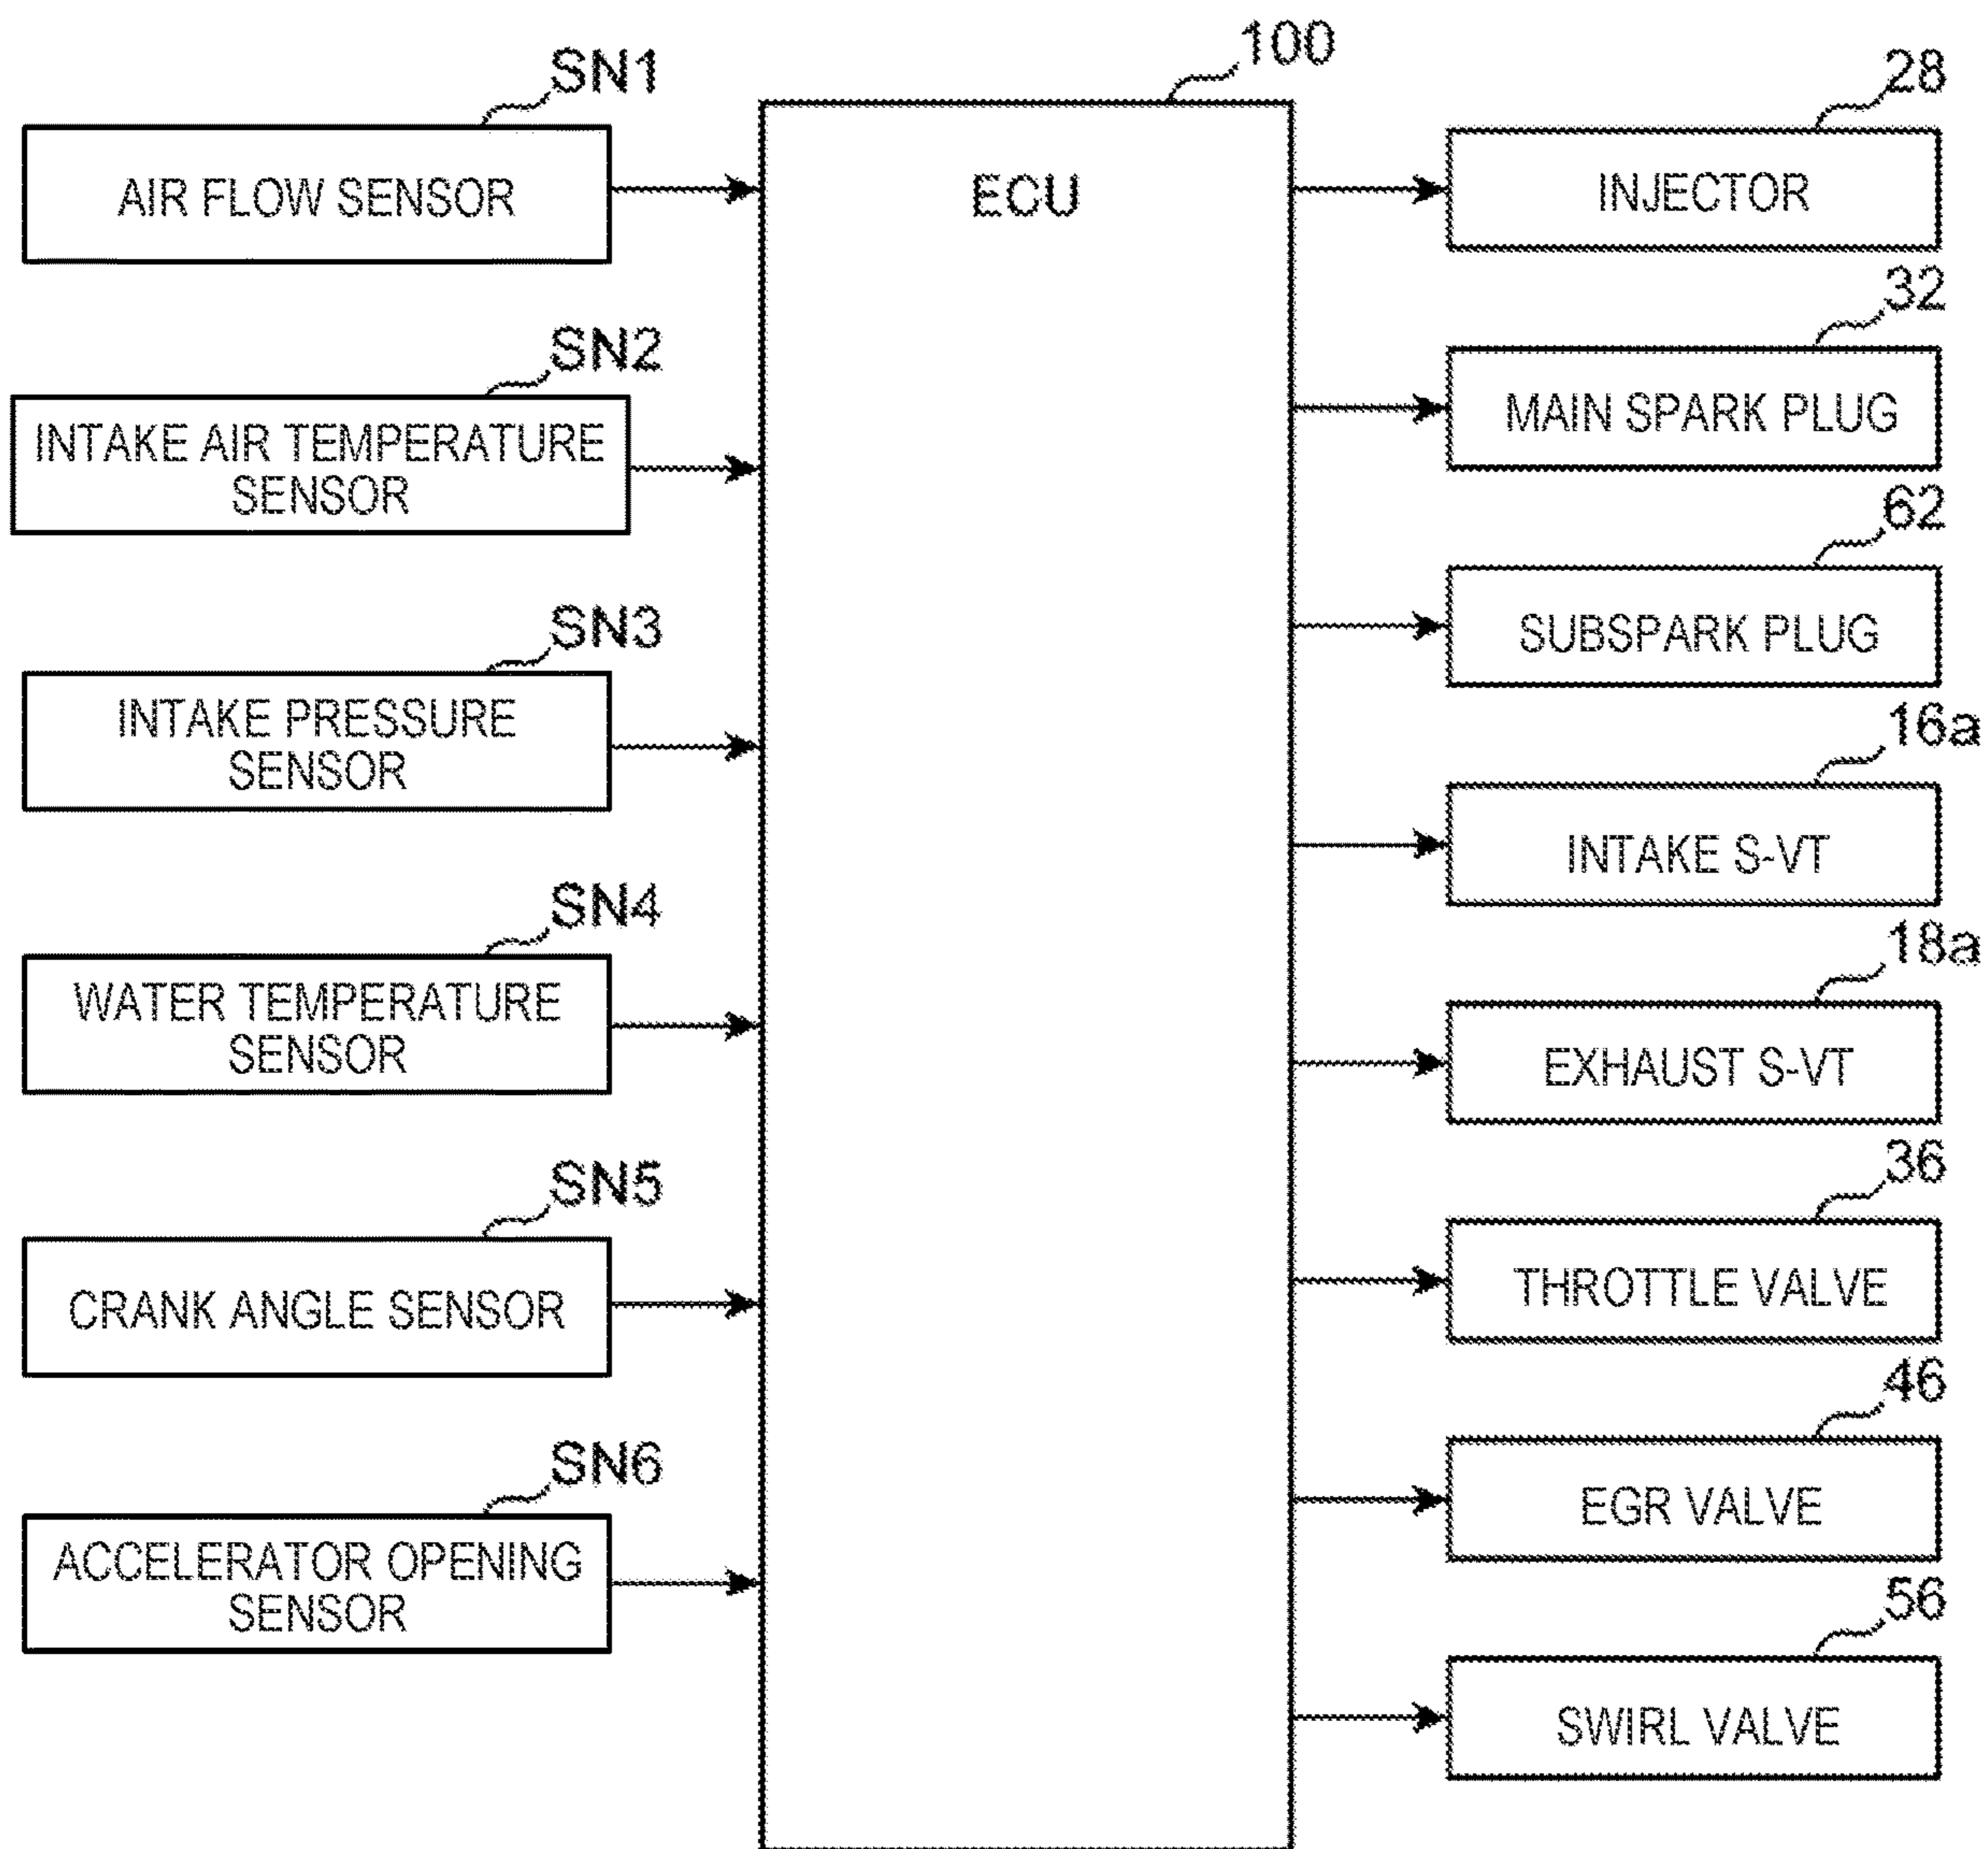 SN1
AIR FLOW SENSOR
SN2
INTAKE AIR TEMPERATURE
SENSOR
SN3
INTAKE PRESSURE
SENSOR
SN4
WATER TEMPERATURE
SENSOR
SN5
CRANK ANGLE SENSOR
SN6
ACCELERATOR OPENING
SENSOR
100
ECU
28
INJECTOR
32
MAIN SPARK PLUG
62
SUBSPARK PLUG
16a
INTAKE S-VT
18a
EXHAUST S-VT
36
THROTTLE VALVE
46
EGR VALVE
56
SWIRL VALVE